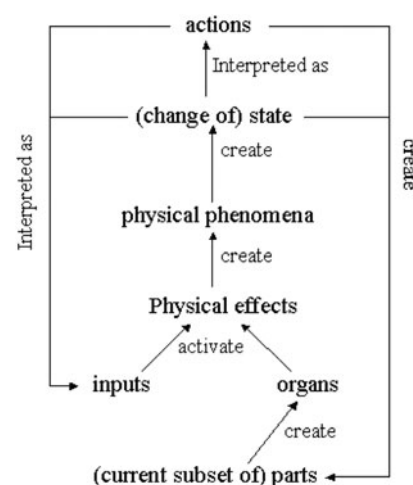 actions
Interpreted as
(change of) state
create
Interpreted as
create
physical phenomena
create
Physical effects
activate
inputs
organs
create
(current subset of) parts